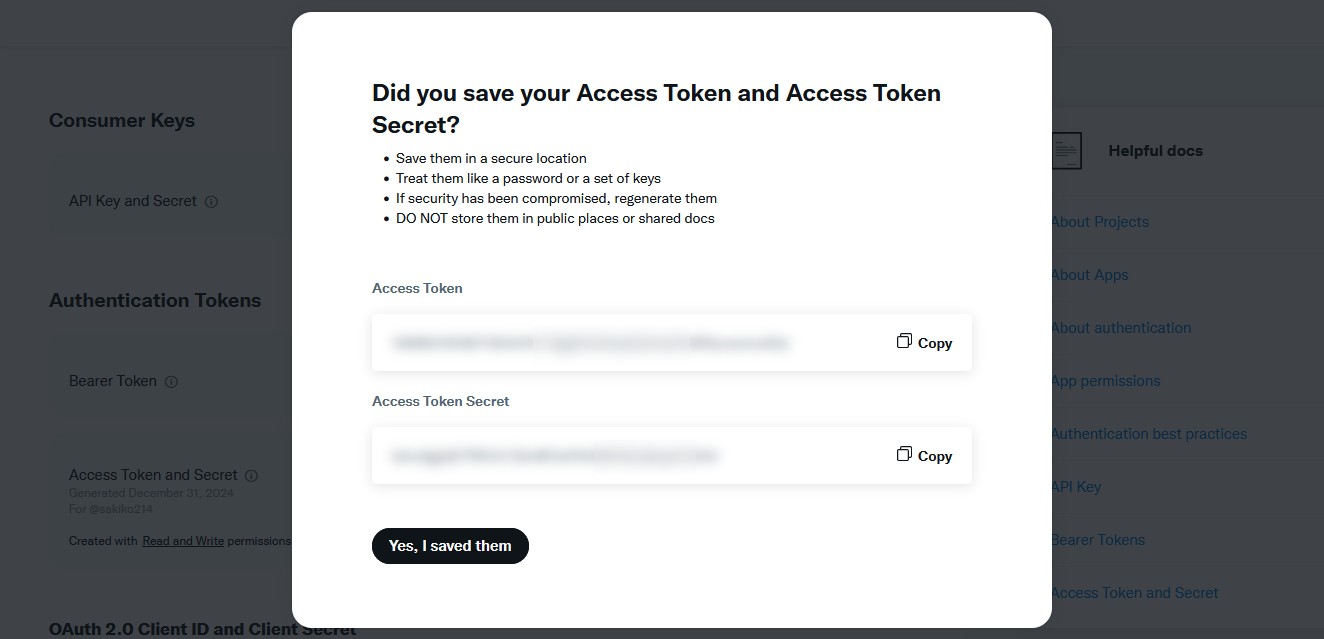 Did you save your Access Token and Access Token
Secret?
Save them in a secure location
Treat them like a password or a set of keys
If security has been compromised, regenerate them
DO NOT store them in public places or shared docs
Access Token
Copy
Access Token Secret
Copy
Yes, I saved them
Consumer Keys
API Key and Secret
Authentication Tokens
Bearer Token
Access Token and Secret
Generated December 31, 2024
For @sakiko214
Created with Read and Write permissions
OAuth 2.0 Client ID and Client Secret
Helpful docs
About Projects
About Apps
About authentication
App permissions
Authentication best practices
API Key
Bearer Tokens
Access Token and Secret